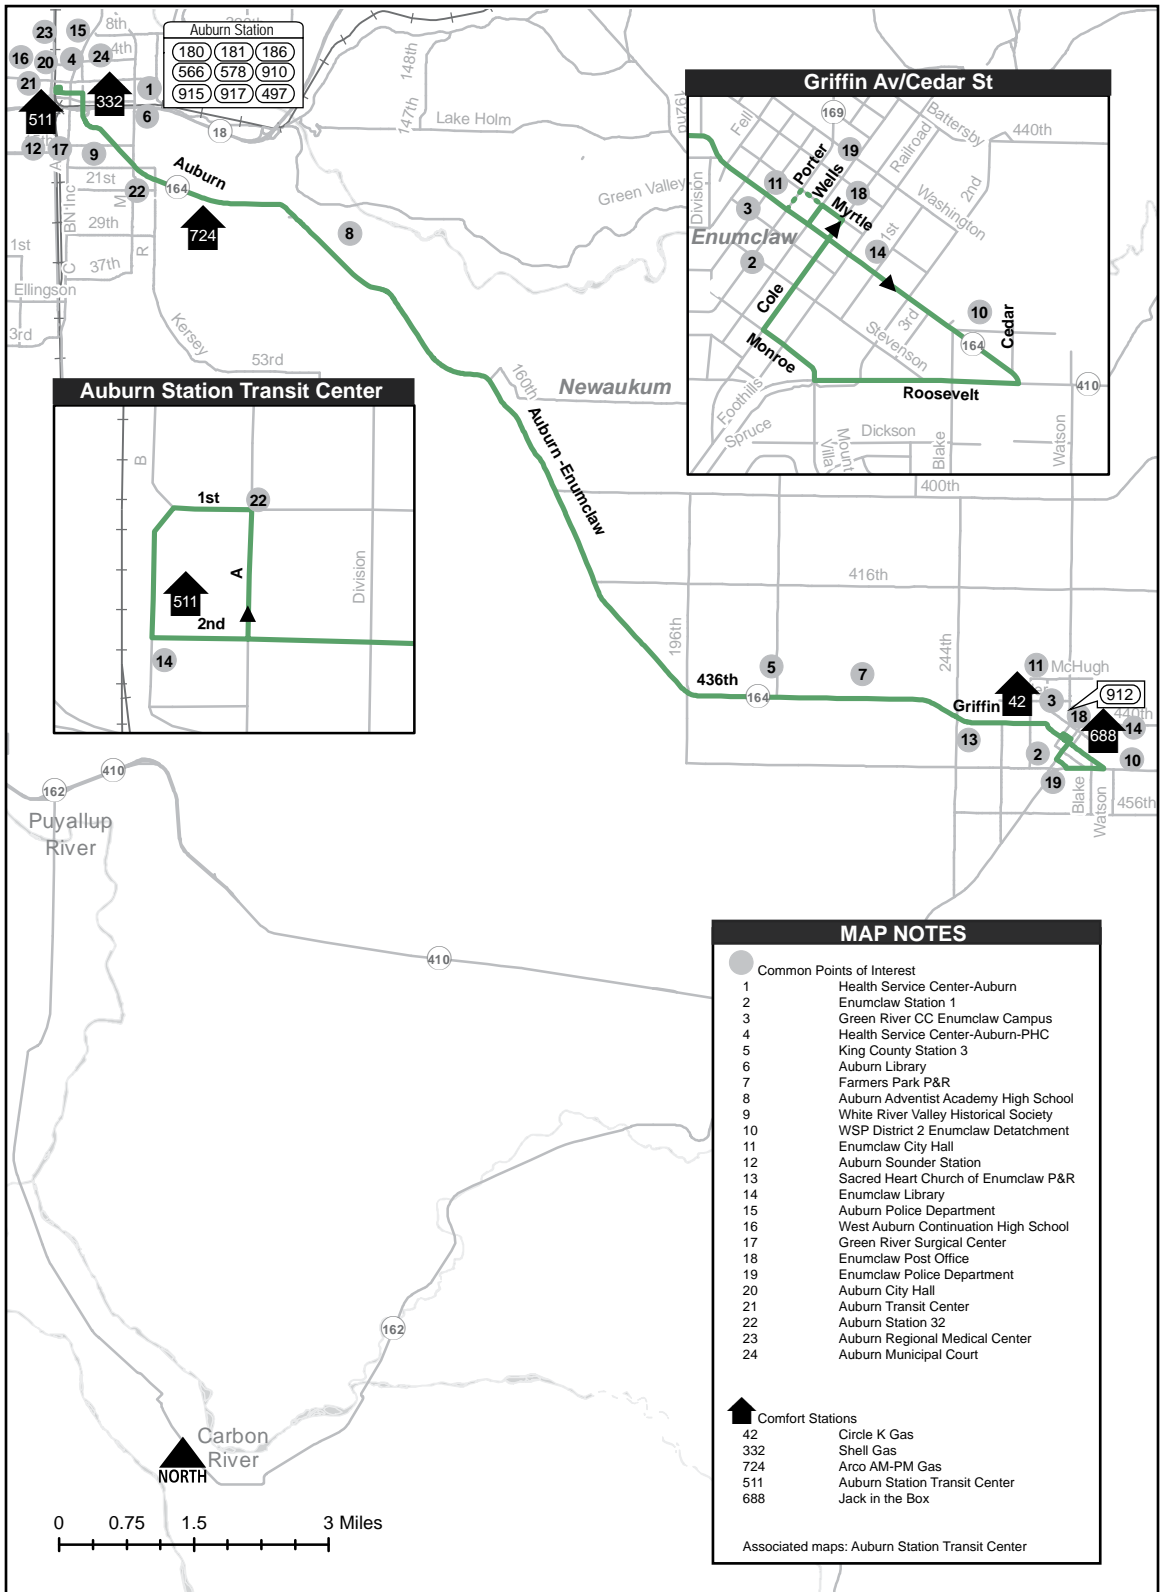 23
15
8th
16
20
4
24
4th
21
1
332
511
6
12
17
9
A
21st
22
M
BN Inc
29th
R
1st
C
37th
Ellingson
3rd
Kersey
53rd
Auburn Station
180 181 186
566 578 910
915 917 497
18
148th
147th
Lake Holm
192nd
Auburn
164
724
8
Green Valley
Griffin Av/Cedar St
169
Fell
Battersby
440th
Railroad
19
Porter
Wells
11
18
2nd
Division
Washington
3
Myrtle
1st
Enumclaw
14
2
Cole
10
3rd
Stevenson
Cedar
Monroe
164
410
Roosevelt
Foothills
Spruce
Villa
Mount
Dickson
Blake
Watson
160th
Newaukum
Auburn -Enumclaw
400th
416th
Auburn Station Transit Center
B
1st
22
A
Division
511
2nd
14
196th
244th
5
7
436th
164
Griffin
13
11
McHugh
42
3
912
18
440th
14
688
2
10
19
Blake
Watson
456th
410
162
Puyallup
River
410
162
Carbon
River
NORTH
0 0.75 1.5 3 Miles
MAP NOTES
Common Points of Interest
1 Health Service Center-Auburn
2 Enumclaw Station 1
3 Green River CC Enumclaw Campus
4 Health Service Center-Auburn-PHC
5 King County Station 3
6 Auburn Library
7 Farmers Park P&R
8 Auburn Adventist Academy High School
9 White River Valley Historical Society
10 WSP District 2 Enumclaw Detatchment
11 Enumclaw City Hall
12 Auburn Sounder Station
13 Sacred Heart Church of Enumclaw P&R
14 Enumclaw Library
15 Auburn Police Department
16 West Auburn Continuation High School
17 Green River Surgical Center
18 Enumclaw Post Office
19 Enumclaw Police Department
20 Auburn City Hall
21 Auburn Transit Center
22 Auburn Station 32
23 Auburn Regional Medical Center
24 Auburn Municipal Court
Comfort Stations
42 Circle K Gas
332 Shell Gas
724 Arco AM-PM Gas
511 Auburn Station Transit Center
688 Jack in the Box
Associated maps: Auburn Station Transit Center